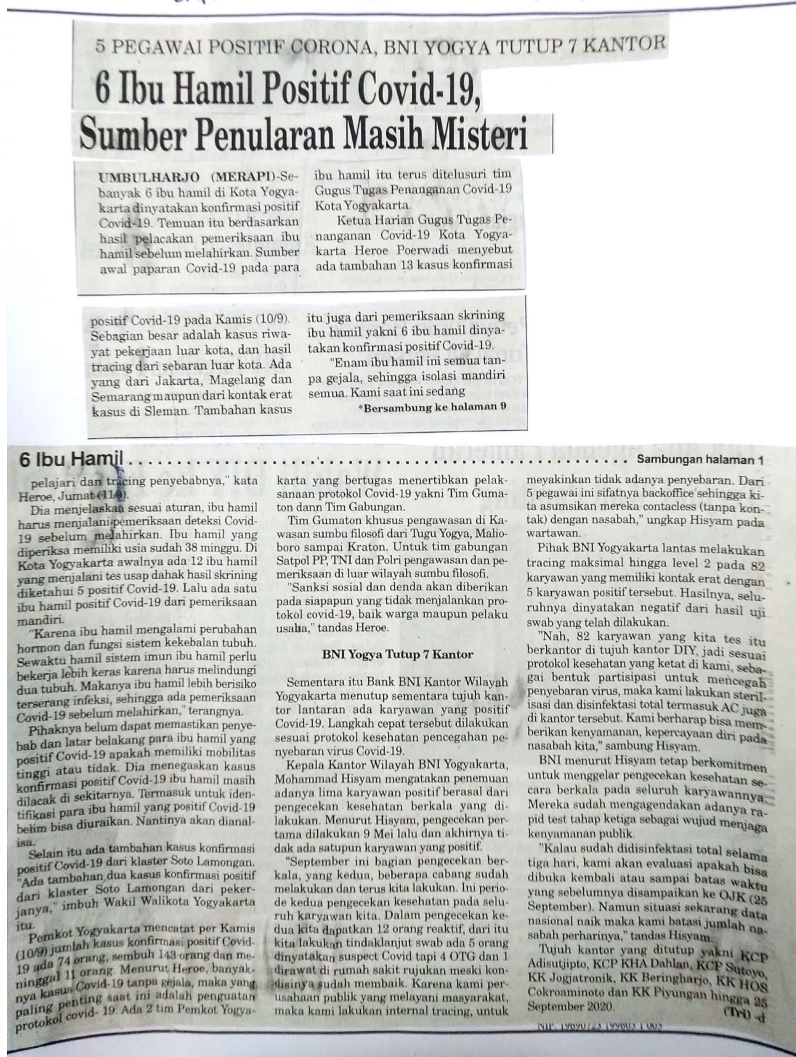 5 PEGAWAI POSITIF CORONA, BNI YOGYA TUTUP 7 KANTOR
6 Ibu Hamil Positif Covid-19,
Sumber Penularan Masih Misteri
UMBULHARJO (MERAPI)-Se-
banyak 6 ibu hamil di Kota Yogya-
karta dinyatakan konfirmasi positif
Covid-19. Temuan itu berdasarkan
hasil pelacakan pemeriksaan ibu
hamil sebelum melahirkan. Sumber
awal paparan Covid-19 pada para
ibu hamil itu terus ditelusuri tim
Gugus Tugas Penanganan Covid-19
Kota Yogyakarta.
Ketua Harian Gugus Tugas Pe-
nanganan Covid-19 Kota Yogya-
karta Heroe Poerwadi menyebut
ada tambahan 13 kasus konfirmasi
positif Covid-19 pada Kamis (10/9).
Sebagian besar adalah kasus riwa-
yat pekerjaan luar kota, dan hasil
tracing dari sebaran luar kota. Ada
yang dari Jakarta, Magelang dan
Semarang maupun dari kontak erat
kasus di Sleman. Tambahan kasus
itu juga dari pemeriksaan skrining
ibu hamil yakni 6 ibu hamil dinya-
takan konfirmasi positif Covid-19.
"Enam ibu hamil ini semua tan-
pa gejala, sehingga isolasi mandiri
semua. Kami saat ini sedang
*Bersambung ke halaman 9
6 Ibu Hamil . . . . . . . . . . . . . . . . . . . . Sambungan halaman 1
pelajari dan tracing penyebabnya," kata
Heroe, Jumat (11/9).
Dia menjelaskan sesuai aturan, ibu hamil
harus menjalani pemeriksaan deteksi Covid-
19 sebelum melahirkan. Ibu hamil yang
diperiksa memiliki usia sudah 38 minggu. Di
Kota Yogyakarta awalnya ada 12 ibu hamil
yang menjalani tes usap dahak hasil skrining
diketahui 5 positif Covid-19. Lalu ada satu
ibu hamil positif Covid-19 dari pemeriksaan
mandiri.
"Karena ibu hamil mengalami perubahan
hormon dan fungsi sistem kekebalan tubuh.
Sewaktu hamil sistem imun ibu hamil perlu
bekerja lebih keras karena harus melindungi
dua tubuh. Makanya ibu hamil lebih berisiko
terserang infeksi, sehingga ada pemeriksaan
Covid-19 sebelum melahirkan," terangnya.
Pihaknya belum dapat memastikan penye-
bab dan latar belakang para ibu hamil yang
positif Covid-19 apakah memiliki mobilitas
tinggi atau tidak. Dia menegaskan kasus
konfirmasi positif Covid-19 ibu hamil masih
dilacak di sekitarnya. Termasuk untuk iden-
tifikasi para ibu hamil yang positif Covid-19
belim bisa diuraikan. Nantinya akan dianal-
isa.
Selain itu ada tambahan kasus konfirmasi
positif Covid-19 dari klaster Soto Lamongan.
"Ada tambahan dua kasus konfirmasi positif
dari klaster Soto Lamongan dari peker-
janya," imbuh Wakil Walikota Yogyakarta
itu.
Pemkot Yogyakarta mencatat per Kamis
(10/9) jumlah kasus konfirmasi positif Covid-
19 ada 74 orang, sembuh 143 orang dan me-
ninggal 11 orang. Menurut Heroe, banyak-
nya kasus Covid-19 tanpa gejala, maka yang
paling penting saat ini adalah penguatan
protokol covid- 19. Ada 2 tim Pemkot Yogya-
karta yang bertugas menertibkan pelak-
sanaan protokol Covid-19 yakni Tim Guma-
ton dann Tim Gabungan.
Tim Gumaton khusus pengawasan di Ka-
wasan sumbu filosofi dari Tugu Yogya, Malio-
boro sampai Kraton. Untuk tim gabungan
Satpol PP, TNI dan Polri pengawasan dan pe-
meriksaan di luar wilayah sumbu filosofi.
"Sanksi sosial dan denda akan diberikan
pada siapapun yang tidak menjalankan pro-
tokol covid-19, baik warga maupun pelaku
usaha," tandas Heroe.
BNI Yogya Tutup 7 Kantor
Sementara itu Bank BNI Kantor Wilayah
Yogyakarta menutup sementara tujuh kan-
tor lantaran ada karyawan yang positif
Covid-19. Langkah cepat tersebut dilakukan
sesuai protokol kesehatan pencegahan pe-
nyebaran virus Covid-19.
Kepala Kantor Wilayah BNI Yogyakarta,
Mohammad Hisyam mengatakan penemuan
adanya lima karyawan positif berasal dari
pengecekan kesehatan berkala yang di-
lakukan. Menurut Hisyam, pengecekan per-
tama dilakukan 9 Mei lalu dan akhirnya ti-
dak ada satupun karyawan yang positif.
"September ini bagian pengecekan ber-
kala, yang kedua, beberapa cabang sudah
melakukan dan terus kita lakukan. Ini perio-
de kedua pengecekan kesehatan pada selu-
ruh karyawan kita. Dalam pengecekan ke-
dua kita dapatkan 12 orang reaktif, dari itu
kita lakukan tindaklanjut swab ada 5 orang
dinyatakan suspect Covid tapi 4 OTG dan 1
dirawat di rumah sakit rujukan meski kon-
disinya sudah membaik. Karena kami per-
usahaan publik yang melayani masyarakat,
maka kami lakukan internal tracing, untuk
meyakinkan tidak adanya penyebaran. Dari
5 pegawai ini sifatnya backoffice sehingga ki-
ta asumsikan mereka contacless (tanpa kon-
tak) dengan nasabah," ungkap Hisyam pada
wartawan.
Pihak BNI Yogyakarta lantas melakukan
tracing maksimal hingga level 2 pada 82
karyawan yang memiliki kontak erat dengan
5 karyawan positif tersebut. Hasilnya, selu-
ruhnya dinyatakan negatif dari hasil uji
swab yang telah dilakukan.
"Nah, 82 karyawan yang kita tes itu
berkantor di tujuh kantor DIY, jadi sesuai
protokol kesehatan yang ketat di kami, seba-
gai bentuk partisipasi untuk mencegah
penyebaran virus, maka kami lakukan steril-
isasi dan disinfektasi total termasuk AC juga
di kantor tersebut. Kami berharap bisa mem-
berikan kenyamanan, kepercayaan diri pada
nasabah kita," sambung Hisyam.
BNI menurut Hisyam tetap berkomitmen
untuk menggelar pengecekan kesehatan se-
cara berkala pada seluruh karyawannya.
Mereka sudah mengagendakan adanya ra-
pid test tahap ketiga sebagai wujud menjaga
kenyamanan publik.
"Kalau sudah didisinfektasi total selama
tiga hari, kami akan evaluasi apakah bisa
dibuka kembali atau sampai batas waktu
yang sebelumnya disampaikan ke OJK (25
September). Namun situasi sekarang data
nasional naik maka kami batasi jumlah na-
sabah perharinya," tandas Hisyam.
Tujuh kantor yang ditutup yakni KCP
Adisutjipto, KCP KHA Dahlan, KCP Sutoyo,
KK Jogjatronik, KK Beringharjo, KK HOS
Cokroaminoto dan KK Piyungan hingga 25
September 2020.
(Tri) -d